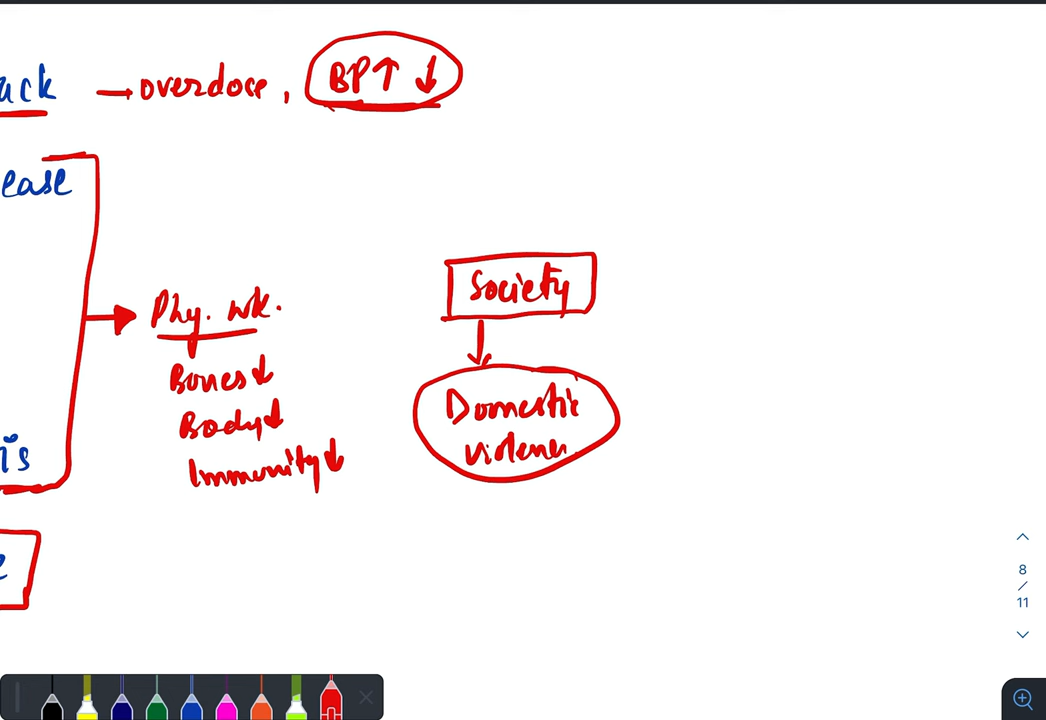 ack → overdose, BP↑ ↓
ease
Society
Phy. wk.
Bones↓
Domestic
Body↓
violence
Immunity↓
is
e
8
/
11